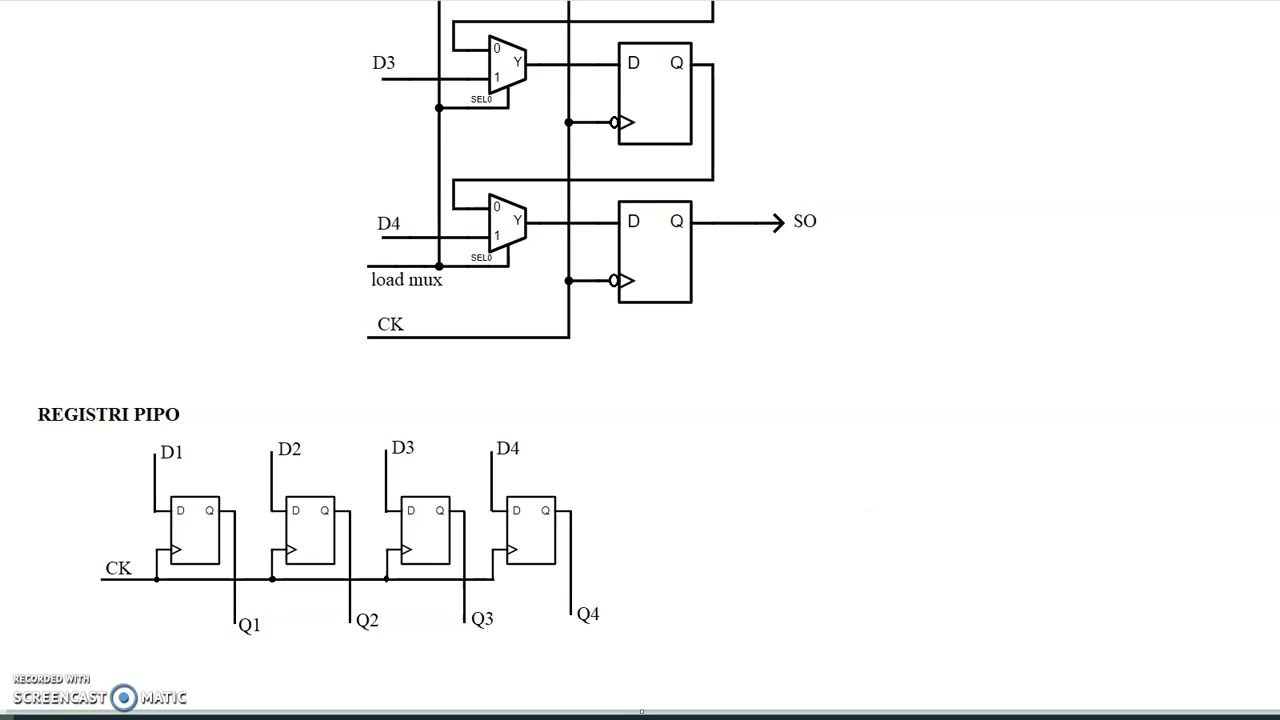 D3
0
Y
1
SEL0
D Q
D4
0
Y
1
SEL0
D Q
SO
load mux
CK
REGISTRI PIPO
D1 D2 D3 D4
D Q D Q D Q D Q
CK
Q1 Q2 Q3 Q4
RECORDED WITH
SCREENCAST MATIC